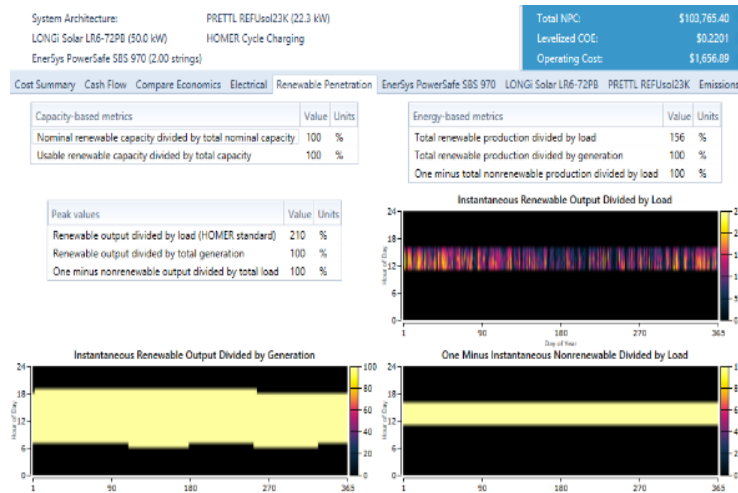 System Architecture: PRETTL REFUsol23K (22.3 kW)
LONGi Solar LR6-72PB (50.0 kW) HOMER Cycle Charging
EnerSys PowerSafe SBS 970 (2.00 strings)
Total NPC: $103,765.40
Levelized COE: $0.2201
Operating Cost: $1,656.89
Cost Summary Cash Flow Compare Economics Electrical Renewable Penetration EnerSys PowerSafe SBS 970 LONGi Solar LR6-72PB PRETTL REFUsol23K Emissions
Capacity-based metrics Value Units
Nominal renewable capacity divided by total nominal capacity 100 %
Usable renewable capacity divided by total capacity 100 %
Energy-based metrics Value Units
Total renewable production divided by load 156 %
Total renewable production divided by generation 100 %
One minus total nonrenewable production divided by load 100 %
Peak values Value Units
Renewable output divided by load (HOMER standard) 210 %
Renewable output divided by total generation 100 %
One minus nonrenewable output divided by total load 100 %
Instantaneous Renewable Output Divided by Load
24
18
12
6
0
Hour of Day
1 90 180 270 365
Day of Year
Instantaneous Renewable Output Divided by Generation
24
18
12
6
0
Hour of Day
100
80
60
40
20
0
1 90 180 270 365
One Minus Instantaneous Nonrenewable Divided by Load
24
18
12
6
0
Hour of Day
1 90 180 270 365